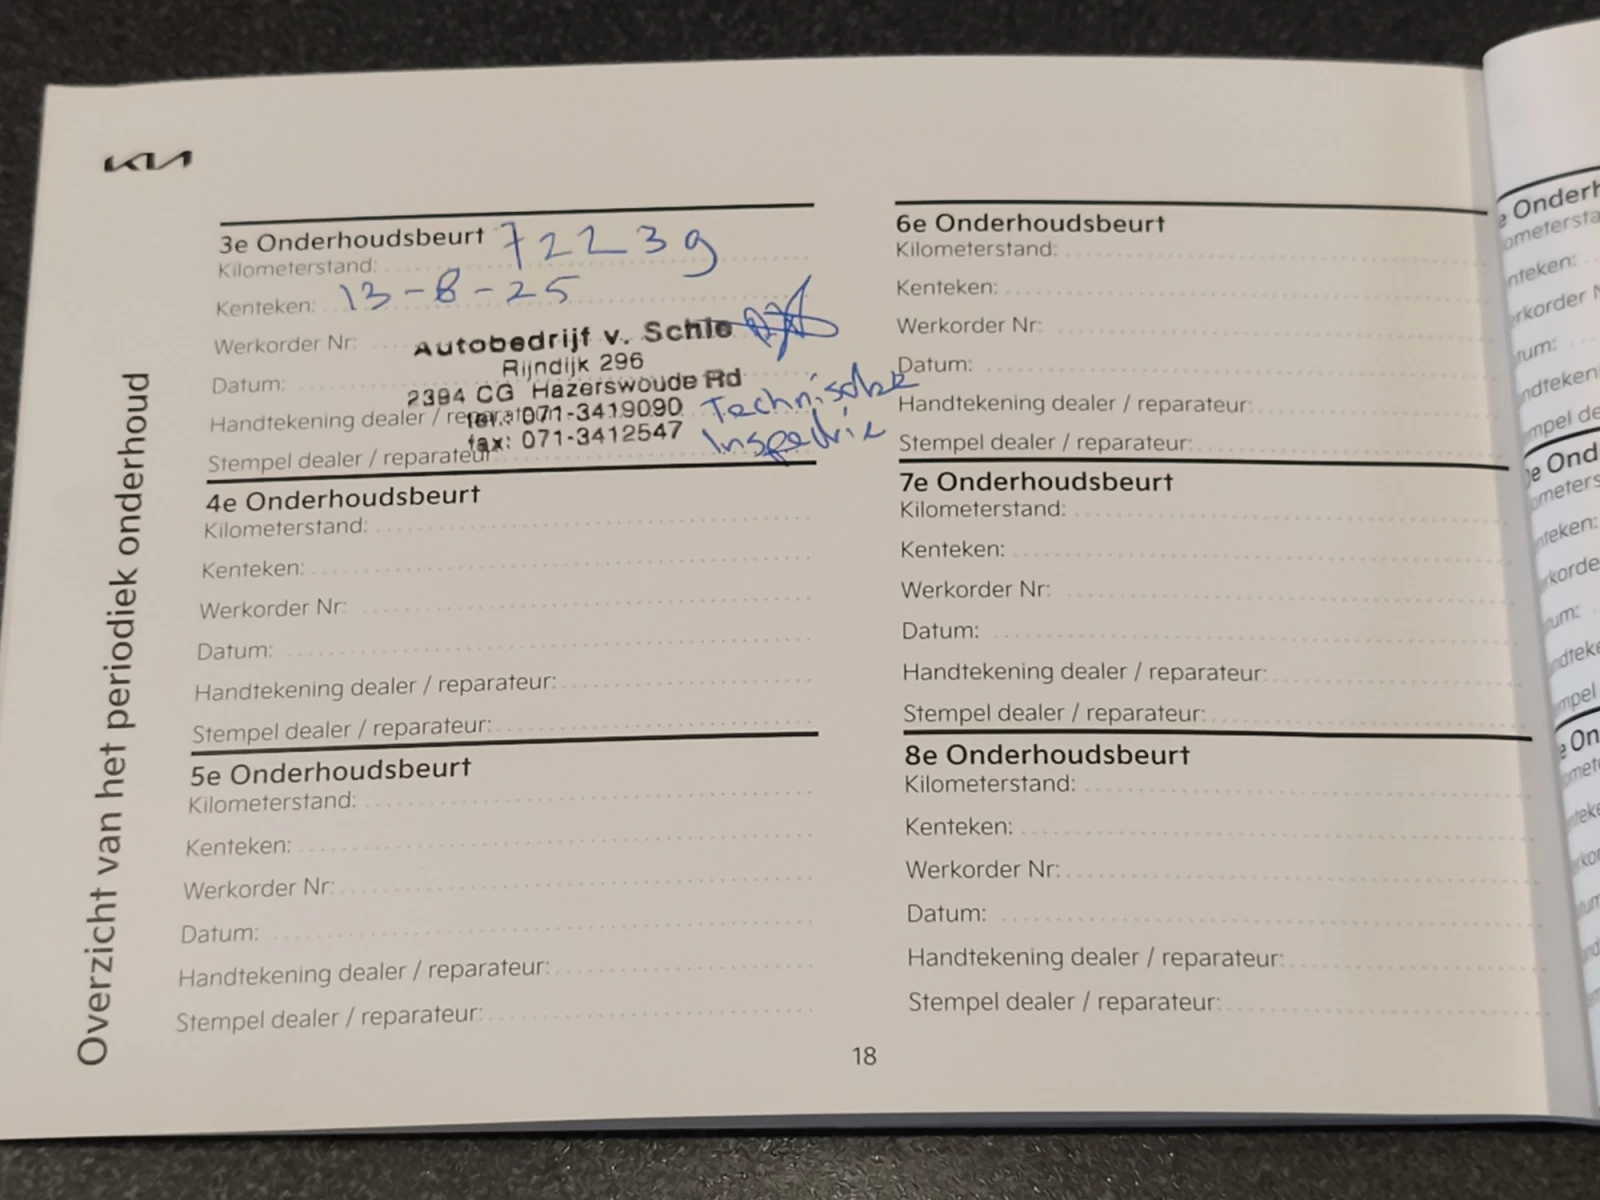 KIA
Overzicht van het periodiek onderhoud
3e Onderhoudsbeurt 72239
Kilometerstand:
Kenteken: 13-8-25
Werkorder Nr:
Autobedrijf v. Schie
Rijndijk 296
Datum:
2394 CG Hazerswoude Rd
Handtekening dealer / reparateur:
tel.: 071-3419090
Technische
fax: 071-3412547
Inspectie
Stempel dealer / reparateur:
4e Onderhoudsbeurt
Kilometerstand:
Kenteken:
Werkorder Nr:
Datum:
Handtekening dealer / reparateur:
Stempel dealer / reparateur:
5e Onderhoudsbeurt
Kilometerstand:
Kenteken:
Werkorder Nr:
Datum:
Handtekening dealer / reparateur:
Stempel dealer / reparateur:
6e Onderhoudsbeurt
Kilometerstand:
Kenteken:
Werkorder Nr:
Datum:
Handtekening dealer / reparateur:
Stempel dealer / reparateur:
7e Onderhoudsbeurt
Kilometerstand:
Kenteken:
Werkorder Nr:
Datum:
Handtekening dealer / reparateur:
Stempel dealer / reparateur:
8e Onderhoudsbeurt
Kilometerstand:
Kenteken:
Werkorder Nr:
Datum:
Handtekening dealer / reparateur:
Stempel dealer / reparateur:
18